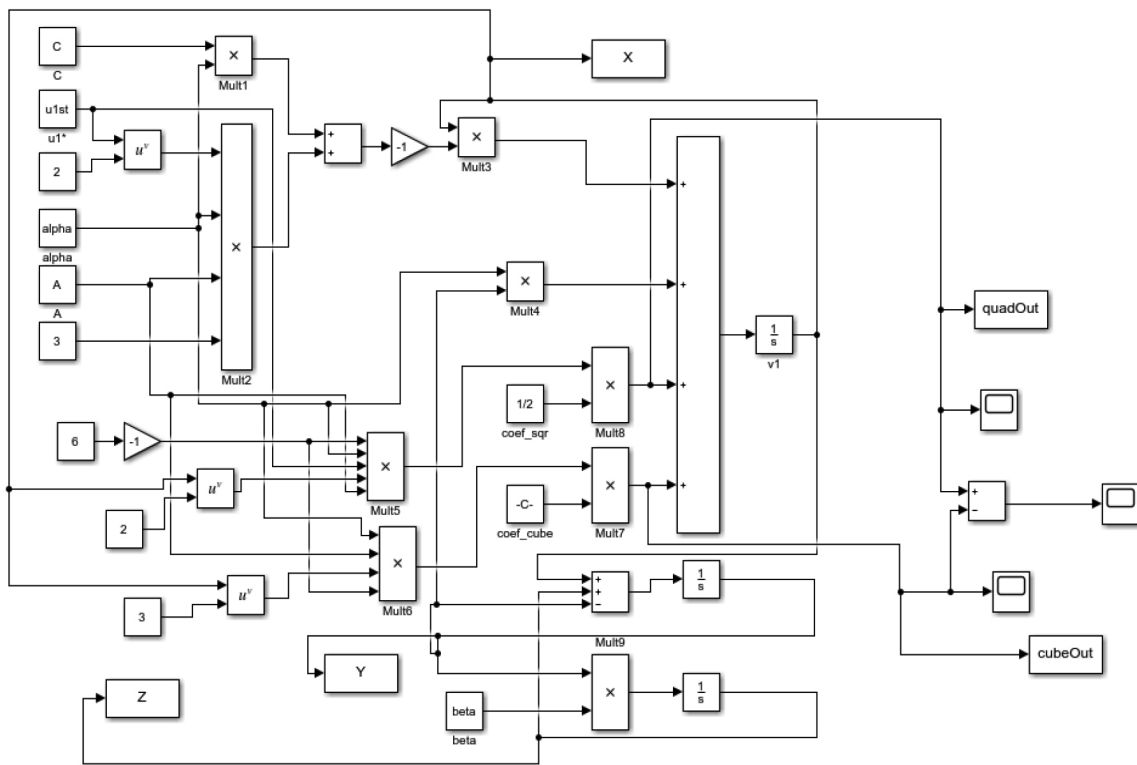 C
C
×
Mult1
X
u1st
u1*
2
u^v
×
Mult2
+
+
-1
×
Mult3
alpha
alpha
A
A
3
×
Mult4
+
+
+
+
1
s
v1
quadOut
6
-1
×
Mult5
1/2
coef_sqr
×
Mult8
u^v
2
-C-
coef_cube
×
Mult7
+
−
×
Mult6
u^v
3
+
+
−
1
s
cubeOut
Mult9
Y
×
1
s
Z
beta
beta